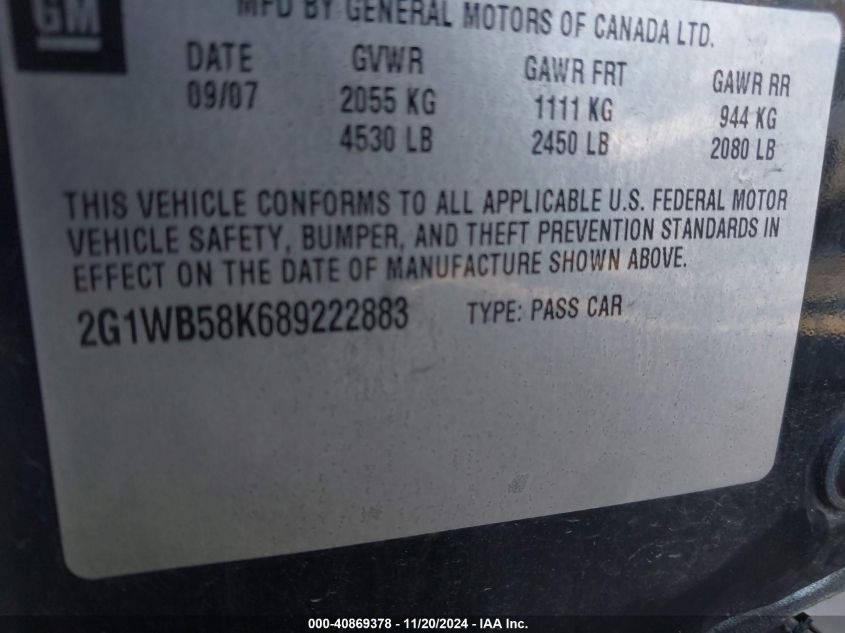 GM
MFD BY GENERAL MOTORS OF CANADA LTD.
DATE GVWR GAWR FRT GAWR RR
09/07 2055 KG 1111 KG 944 KG
4530 LB 2450 LB 2080 LB
THIS VEHICLE CONFORMS TO ALL APPLICABLE U.S. FEDERAL MOTOR
VEHICLE SAFETY, BUMPER, AND THEFT PREVENTION STANDARDS IN
EFFECT ON THE DATE OF MANUFACTURE SHOWN ABOVE.
2G1WB58K689222883 TYPE: PASS CAR
000-40869378 - 11/20/2024 - IAA Inc.